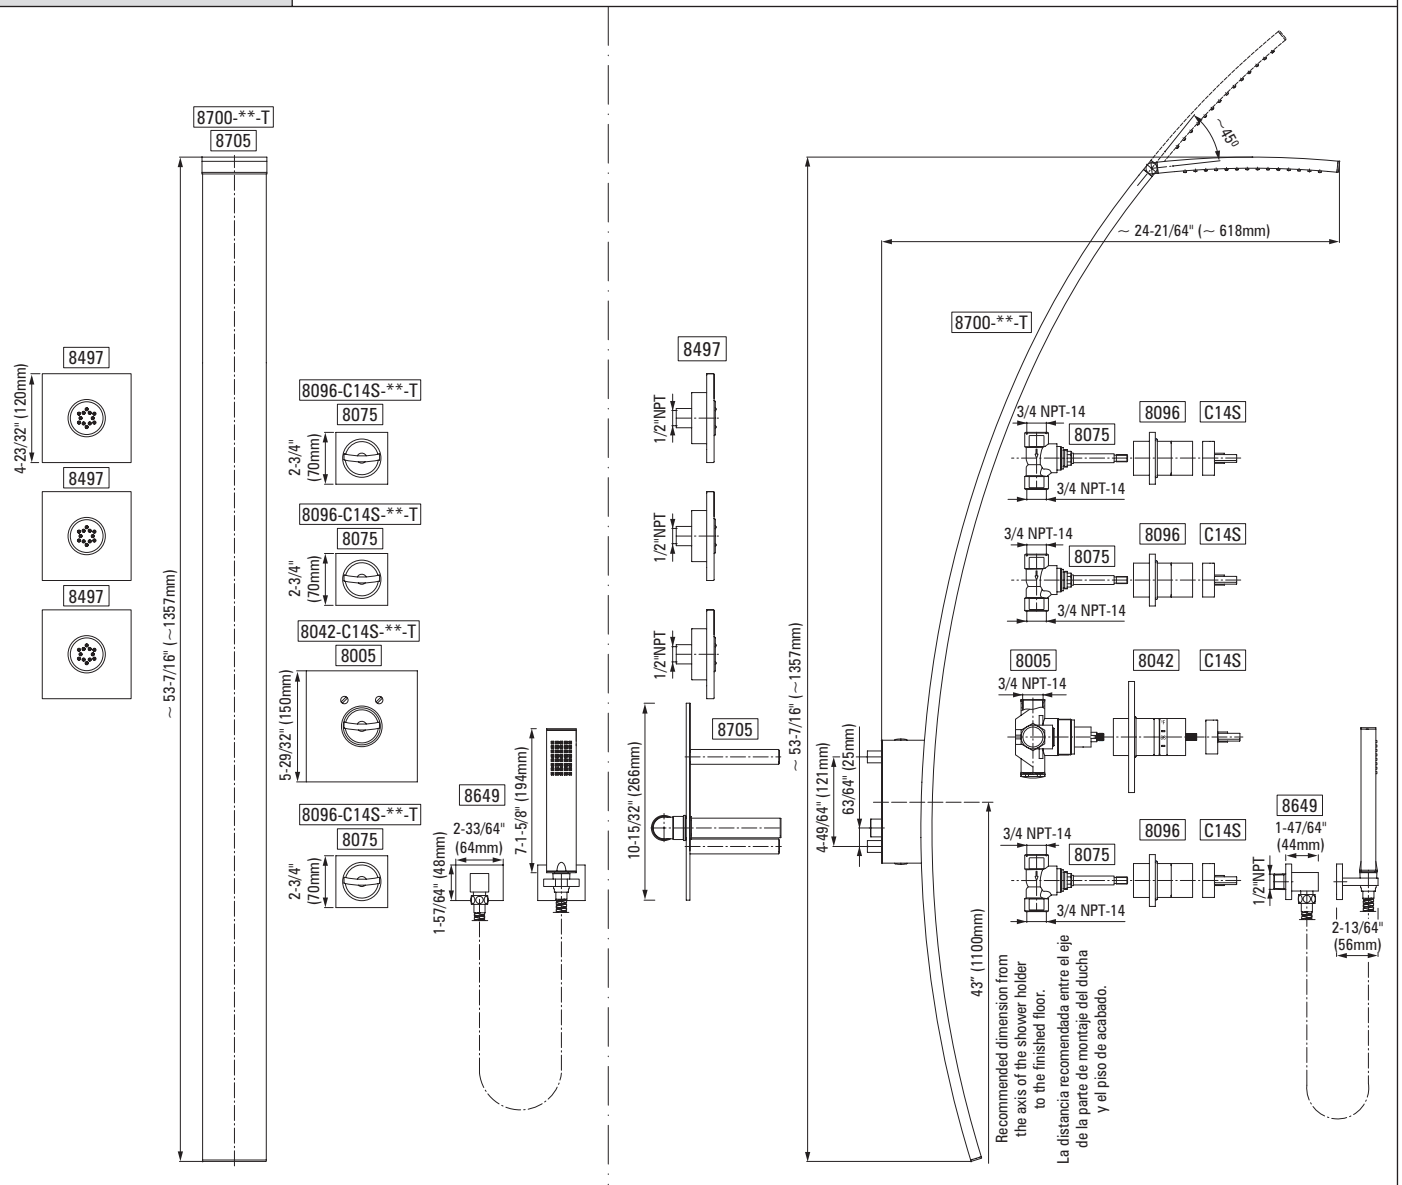 8700-**-T
8705
~ 53-7/16" (~1357mm)
8497
4-23/32" (120mm)
8497
8497
8096-C14S-**-T
8075
2-3/4"
(70mm)
8096-C14S-**-T
8075
2-3/4"
(70mm)
8042-C14S-**-T
8005
5-29/32" (150mm)
8096-C14S-**-T
8075
2-3/4"
(70mm)
8649
2-33/64"
(64mm)
1-57/64" (48mm)
7-1-5/8" (194mm)
8497
1/2"NPT
1/2"NPT
1/2"NPT
8705
10-15/32" (266mm)
~45º
~ 24-21/64" (~ 618mm)
8700-**-T
~ 53-7/16" (~1357mm)
4-49/64" (121mm)
63/64" (25mm)
3/4 NPT-14
8075
8096
C14S
3/4 NPT-14
3/4 NPT-14
8075
8096
C14S
3/4 NPT-14
8005
8042
C14S
3/4 NPT-14
3/4 NPT-14
8075
8096
C14S
3/4 NPT-14
8649
1-47/64"
(44mm)
1/2"NPT
2-13/64"
(56mm)
43” (1100mm)
Recommended dimension from
the axis of the shower holder
to the finished floor.
La distancia recomendada entre el eje
de la parte de montaje del ducha
y el piso de acabado.